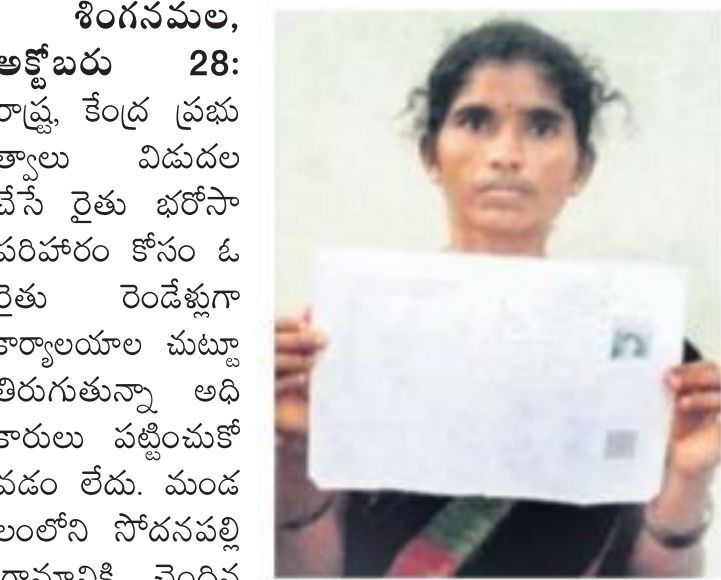 శింగనమల,
అక్టోబరు 28:
రాష్ట్ర, కేంద్ర ప్రభు
త్వాలు విడుదల
చేసే రైతు భరోసా
పరిహారం కోసం ఓ
రైతు రెండేళ్లుగా
కార్యాలయాల చుట్టూ
తిరుగుతున్నా అధి
కారులు పట్టించుకో
వడం లేదు. మండ
లంలోని సోదనపల్లి
గ్రామానికి చెందిన